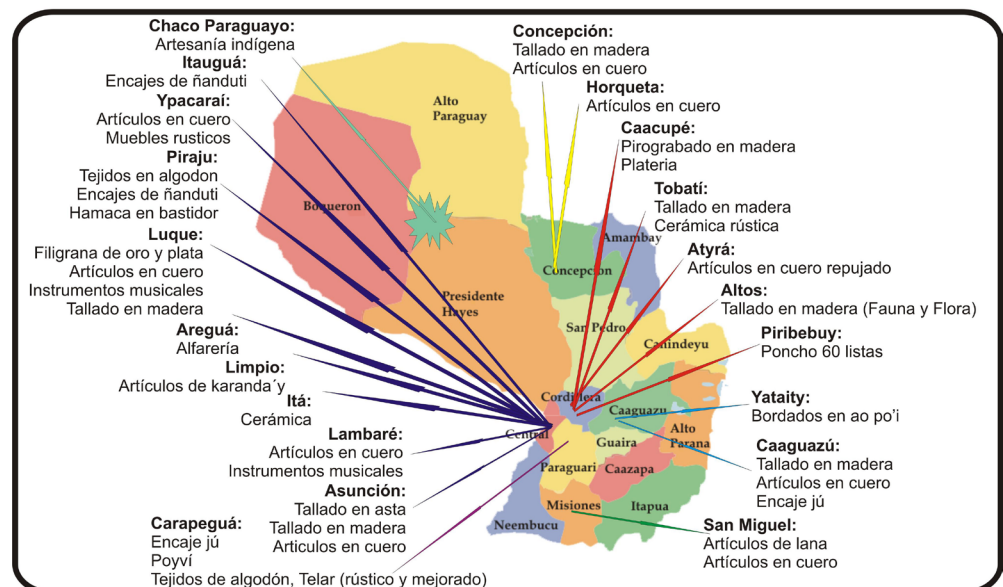 Chaco Paraguayo:
Artesanía indígena
Itauguá:
Encajes de ñanduti
Ypacaraí:
Artículos en cuero
Muebles rusticos
Piraju:
Tejidos en algodon
Encajes de ñanduti
Hamaca en bastidor
Luque:
Filigrana de oro y plata
Artículos en cuero
Instrumentos musicales
Tallado en madera
Areguá:
Alfarería
Limpio:
Artículos de karanda´y
Itá:
Cerámica
Lambaré:
Artículos en cuero
Instrumentos musicales
Asunción:
Tallado en asta
Tallado en madera
Articulos en cuero
Carapeguá:
Encaje jú
Poyví
Tejidos de algodón, Telar (rústico y mejorado)
Concepción:
Tallado en madera
Artículos en cuero
Horqueta:
Artículos en cuero
Caacupé:
Pirograbado en madera
Plateria
Tobatí:
Tallado en madera
Cerámica rústica
Atyrá:
Artículos en cuero repujado
Altos:
Tallado en madera (Fauna y Flora)
Piribebuy:
Poncho 60 listas
Yataity:
Bordados en ao po'i
Caaguazú:
Tallado en madera
Artículos en cuero
Encaje jú
San Miguel:
Artículos de lana
Artículos en cuero
Alto
Paraguay
Boqueron
Presidente
Hayes
Amambay
Concepción
San Pedro
Canindeyu
Cordillera
Caaguazu
Alto
Parana
Central
Guaira
Paraguari
Caazapa
Misiones
Itapua
Neembucu